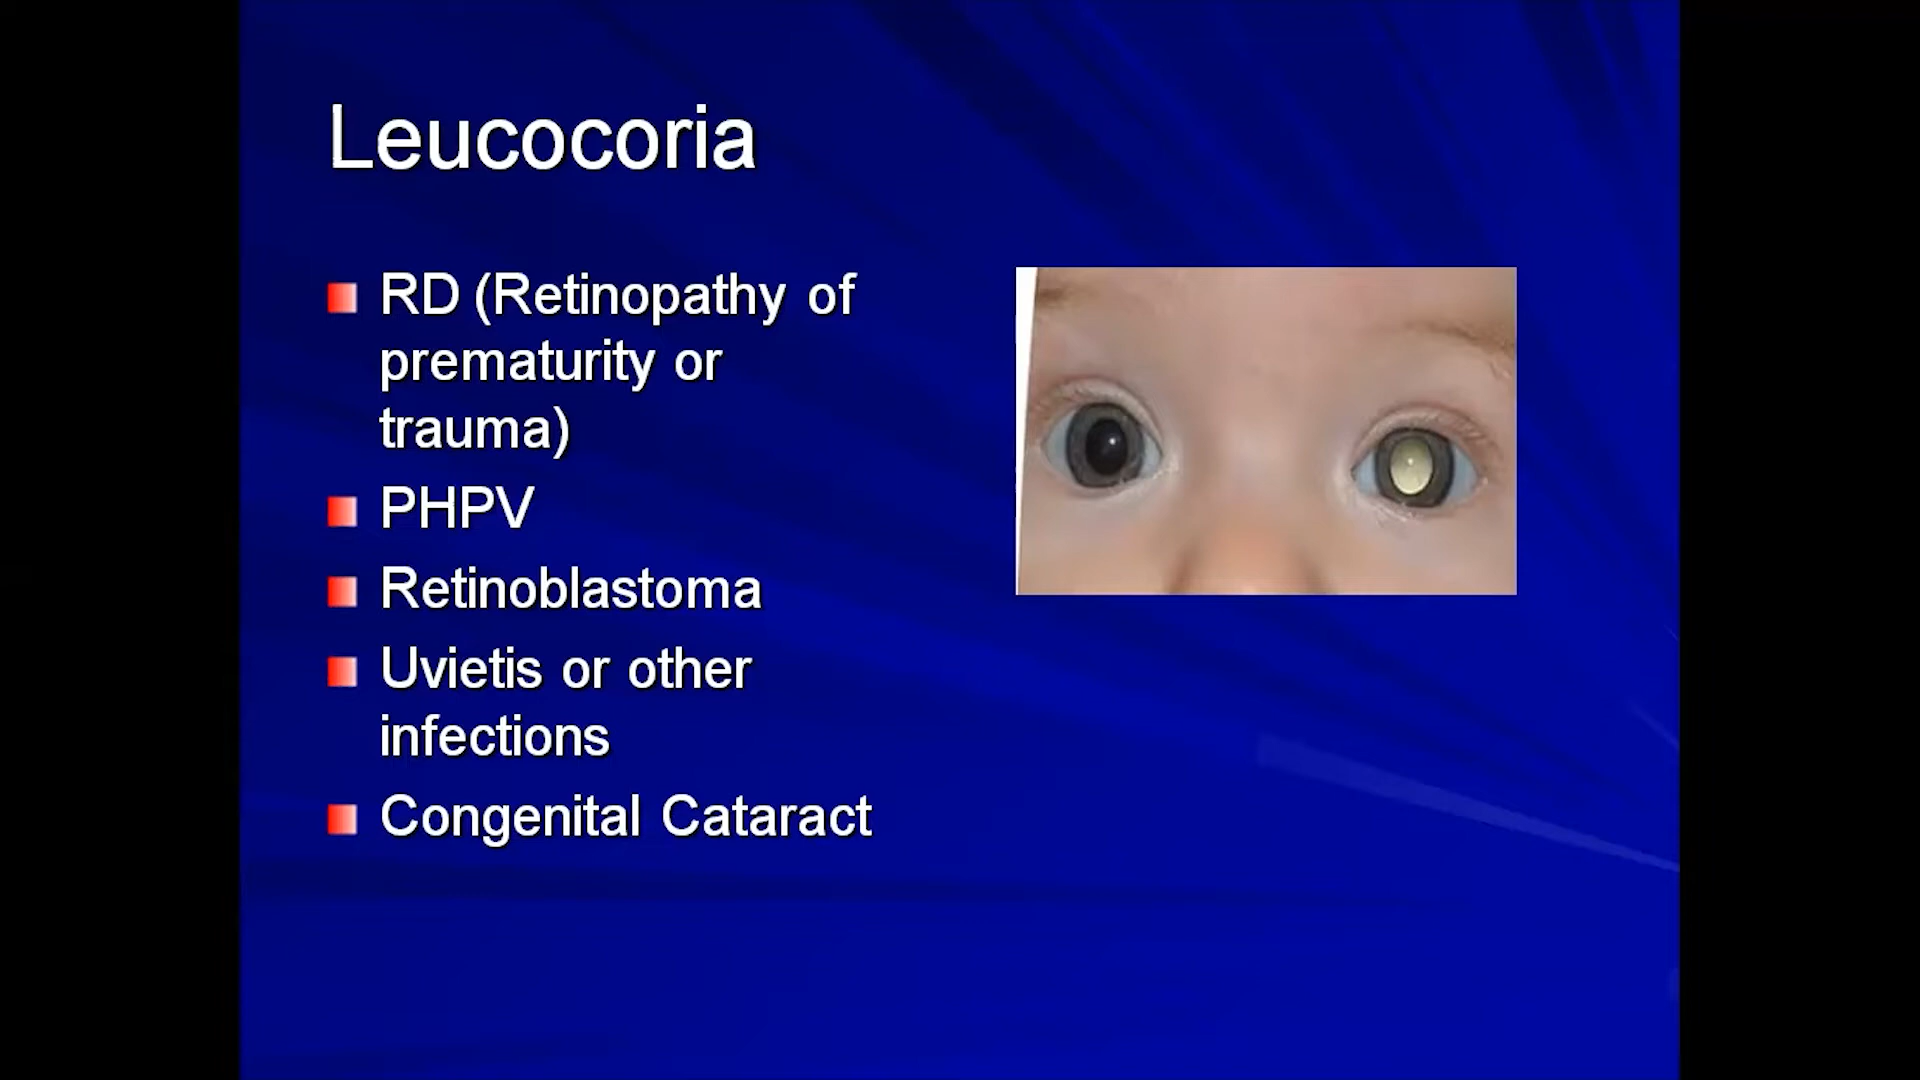 Leucocoria
RD (Retinopathy of
prematurity or
trauma)
PHPV
Retinoblastoma
Uvietis or other
infections
Congenital Cataract